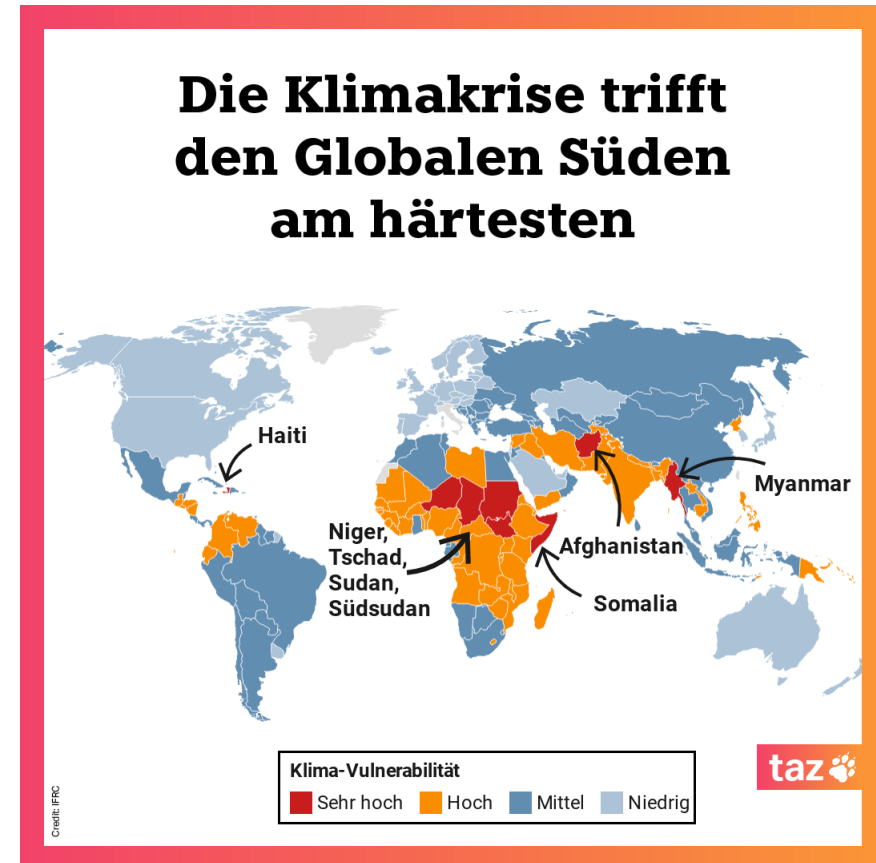 Die Klimakrise trifft
den Globalen Süden
am härtesten
Haiti
Myanmar
Niger,
Tschad,
Sudan,
Südsudan
Afghanistan
Somalia
Klima-Vulnerabilität
Sehr hoch
Hoch
Mittel
Niedrig
taz
Credit: IFRC